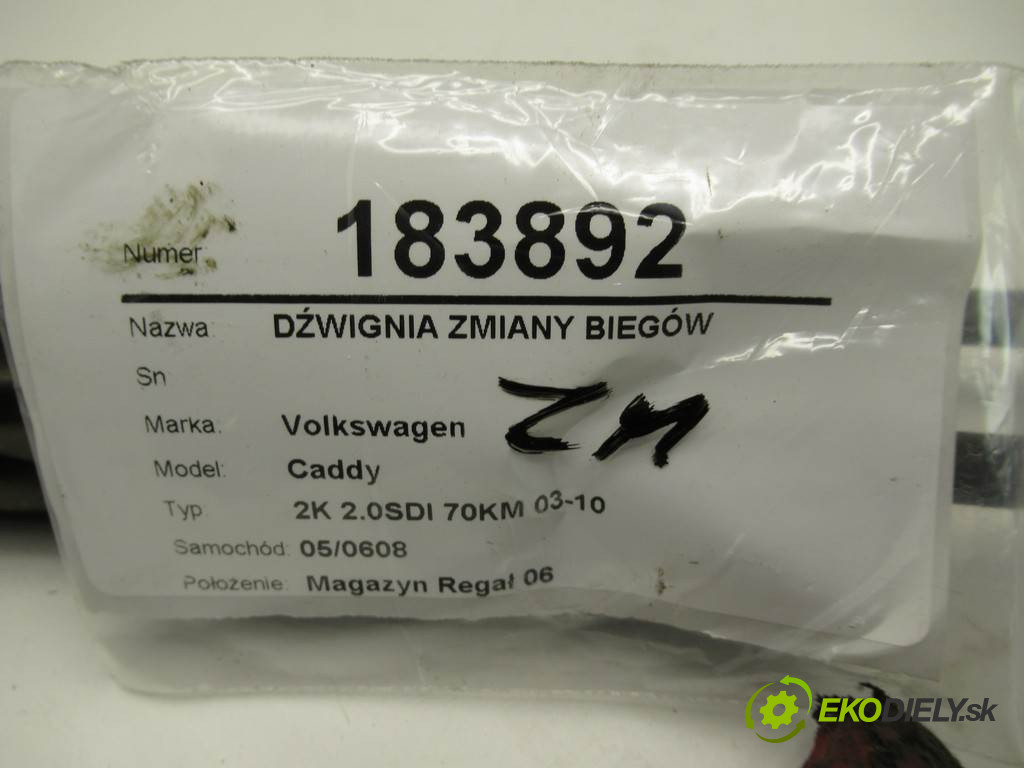 Numer: 183892
Nazwa: DŹWIGNIA ZMIANY BIEGÓW
Sn
ZM
Marka: Volkswagen
Model: Caddy
Typ 2K 2.0SDI 70KM 03-10
Samochód: 05/0608
Położenie: Magazyn Regał 06
EKODIELY.sk